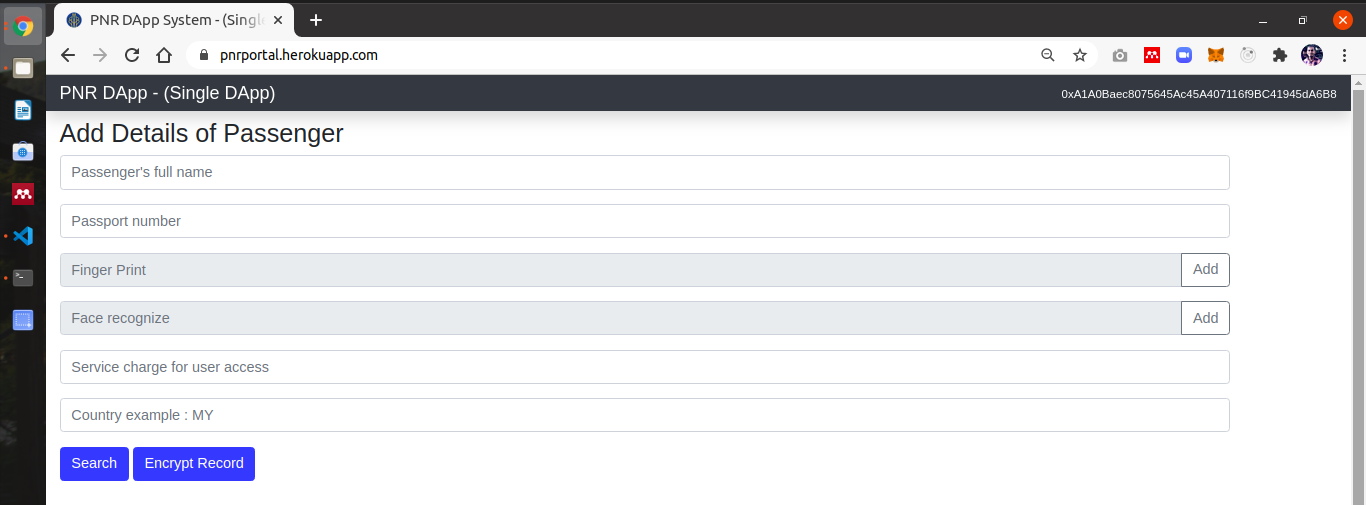 PNR DApp System - (Single
pnrportal.herokuapp.com
PNR DApp - (Single DApp)
0xA1A0Baec8075645Ac45A407116f9BC41945dA6B8
Add Details of Passenger
Passenger's full name
Passport number
Finger Print
Add
Face recognize
Add
Service charge for user access
Country example : MY
Search
Encrypt Record